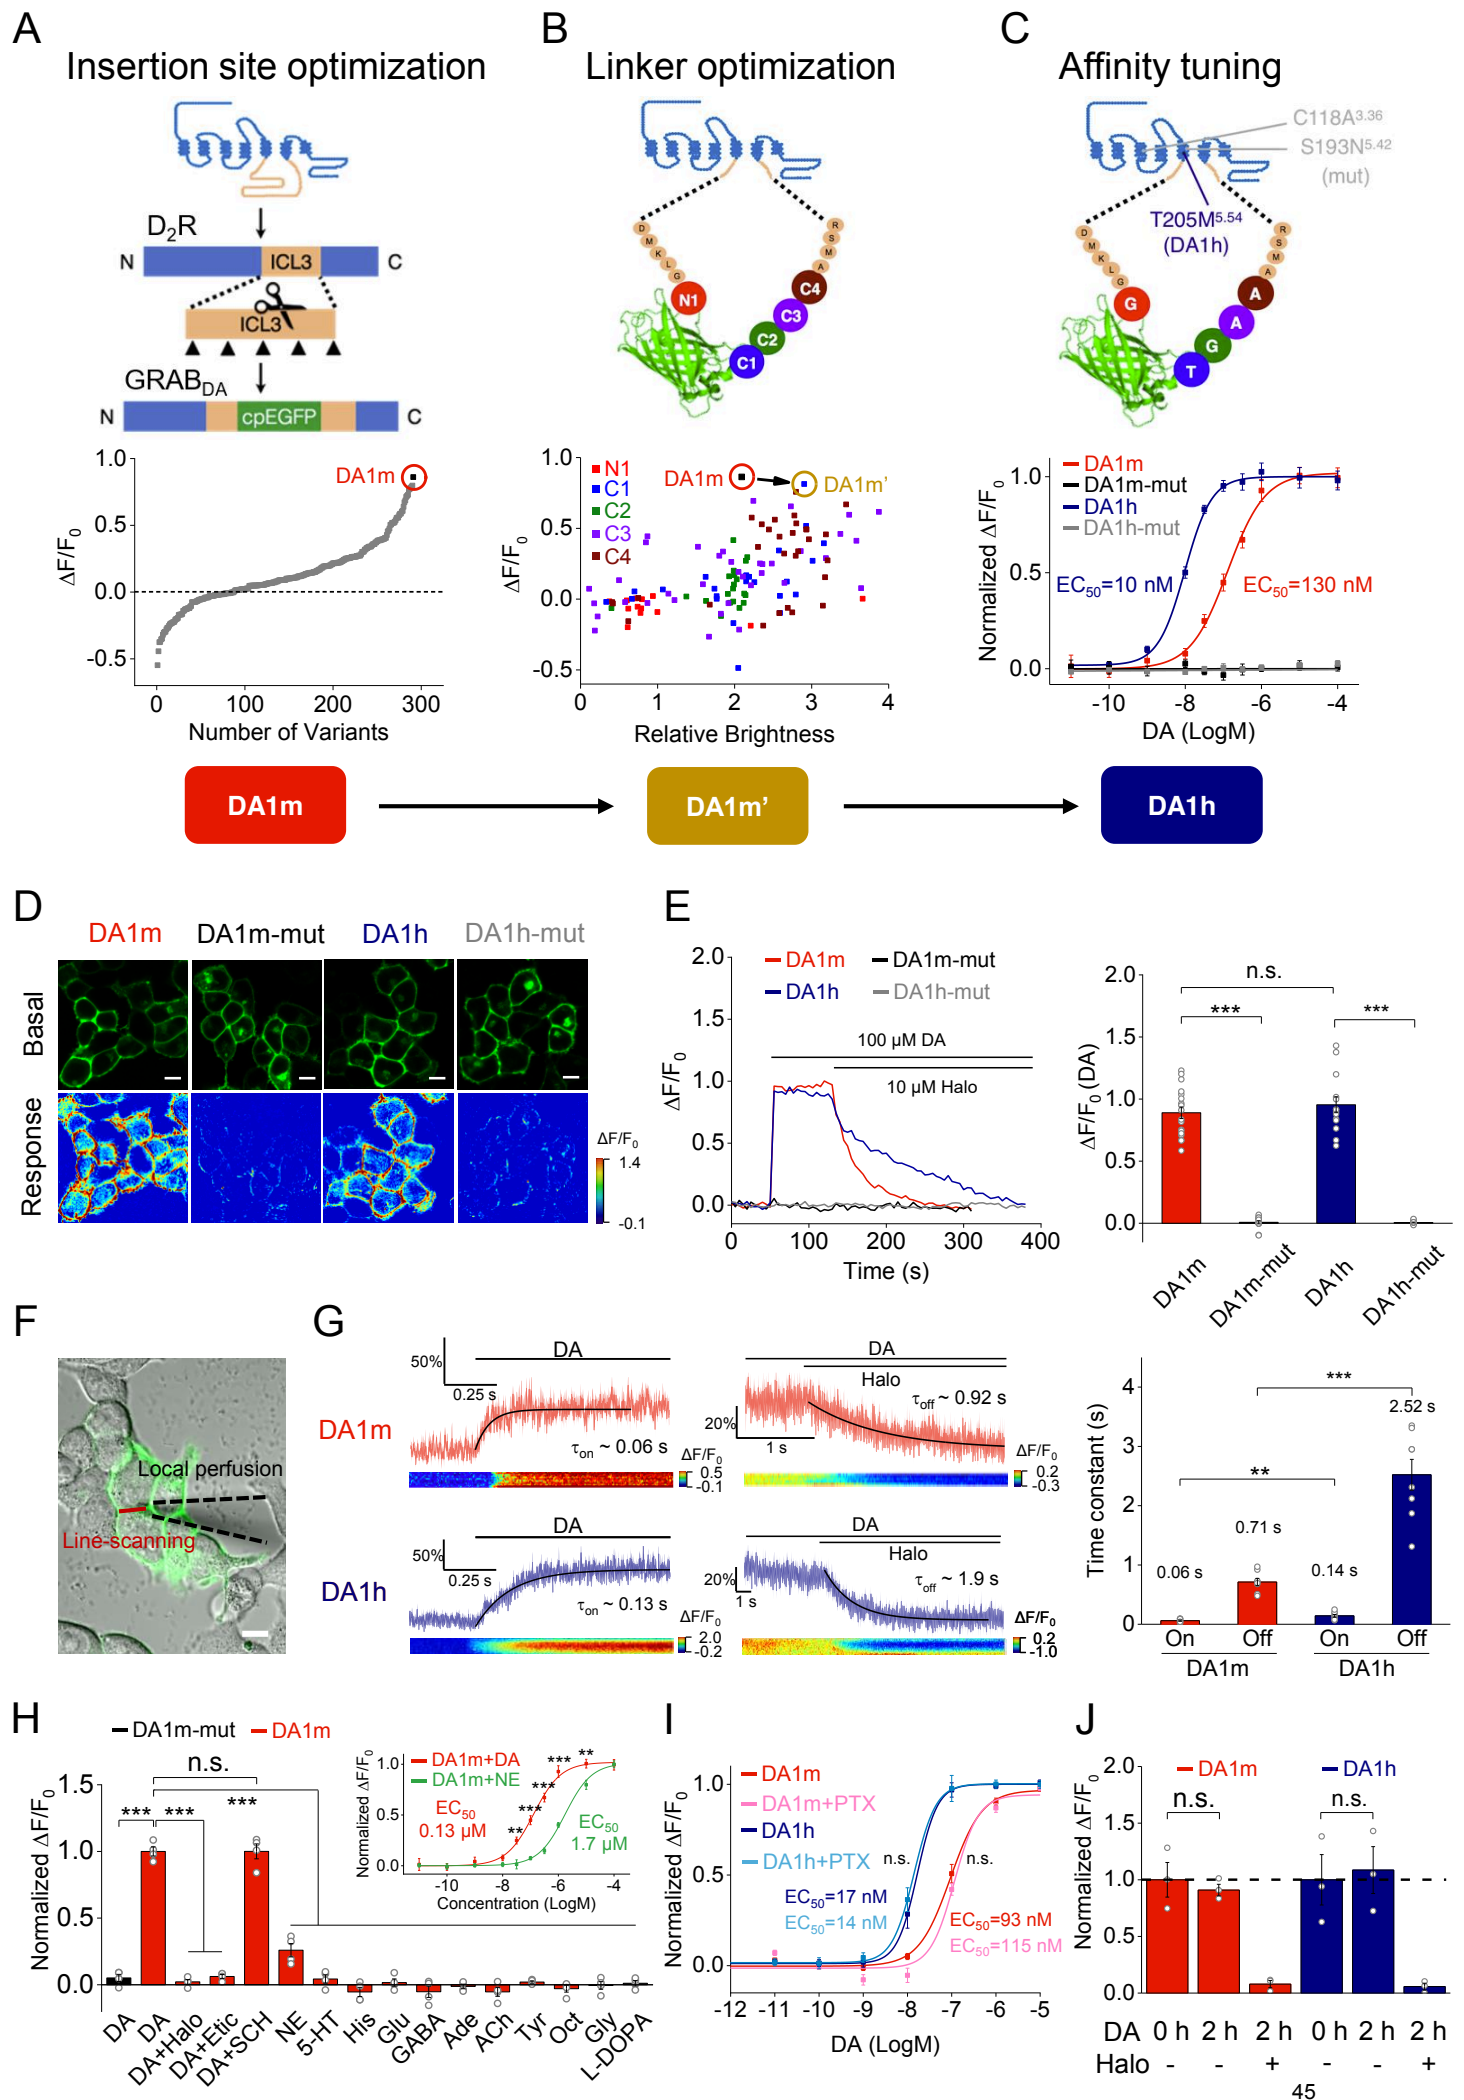 A
Insertion site optimization
D₂R
N
ICL3
C
ICL3
GRAB_DA
N
cpEGFP
C
ΔF/F₀
1.0
0.5
0.0
-0.5
DA1m
0
100
200
300
Number of Variants
B
Linker optimization
D
M
K
L
G
N1
C1
C2
C3
C4
A
M
S
R
ΔF/F₀
1.0
0.5
0.0
-0.5
N1
C1
C2
C3
C4
DA1m
DA1m’
0
1
2
3
4
Relative Brightness
C
Affinity tuning
C118A³·³⁶
S193N⁵·⁴²
(mut)
T205M⁵·⁵⁴
(DA1h)
D
M
K
L
G
G
T
G
A
A
A
M
S
R
Normalized ΔF/F₀
1.0
0.5
0.0
DA1m
DA1m-mut
DA1h
DA1h-mut
EC₅₀=10 nM
EC₅₀=130 nM
-10
-8
-6
-4
DA (LogM)
DA1m
DA1m’
DA1h
D
DA1m
DA1m-mut
DA1h
DA1h-mut
Basal
Response
ΔF/F₀
1.4
-0.1
E
ΔF/F₀
2.0
1.5
1.0
0.5
0.0
DA1m
DA1m-mut
DA1h
DA1h-mut
100 μM DA
10 μM Halo
0
100
200
300
400
Time (s)
ΔF/F₀ (DA)
2.0
1.5
1.0
0.5
0.0
n.s.
***
***
DA1m
DA1m-mut
DA1h
DA1h-mut
F
Local perfusion
Line-scanning
G
DA1m
50%
0.25 s
DA
τon ~ 0.06 s
ΔF/F₀
0.5
-0.1
DA
Halo
τoff ~ 0.92 s
20%
1 s
ΔF/F₀
0.2
-0.3
DA1h
50%
0.25 s
DA
τon ~ 0.13 s
ΔF/F₀
2.0
-0.2
DA
Halo
τoff ~ 1.9 s
20%
1 s
ΔF/F₀
0.2
-1.0
Time constant (s)
4
3
2
1
0
***
2.52 s
**
0.71 s
0.06 s
0.14 s
On
Off
On
Off
DA1m
DA1h
H
DA1m-mut
DA1m
Normalized ΔF/F₀
1.5
1.0
0.5
0.0
n.s.
***
***
***
DA
DA
DA+Halo
DA+Etic
DA+SCH
NE
5-HT
His
Glu
GABA
Ade
ACh
Tyr
Oct
Gly
L-DOPA
Normalized ΔF/F₀
1.0
0.5
0.0
DA1m+DA
DA1m+NE
EC₅₀
0.13 μM
EC₅₀
1.7 μM
**
***
***
***
**
-10
-8
-6
-4
Concentration (LogM)
I
Normalized ΔF/F₀
1.0
0.5
0.0
DA1m
DA1m+PTX
DA1h
DA1h+PTX
n.s.
n.s.
EC₅₀=17 nM
EC₅₀=14 nM
EC₅₀=93 nM
EC₅₀=115 nM
-12
-11
-10
-9
-8
-7
-6
-5
DA (LogM)
J
Normalized ΔF/F₀
2.0
1.5
1.0
0.5
0.0
DA1m
DA1h
n.s.
n.s.
DA 0 h 2 h 2 h 0 h 2 h 2 h
Halo - - + - - +
45